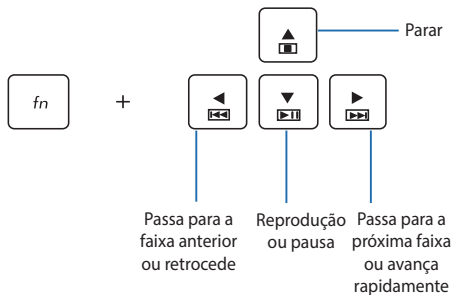 Parar
fn
+
Passa para a
faixa anterior
ou retrocede
Reprodução
ou pausa
Passa para a
próxima faixa
ou avança
rapidamente